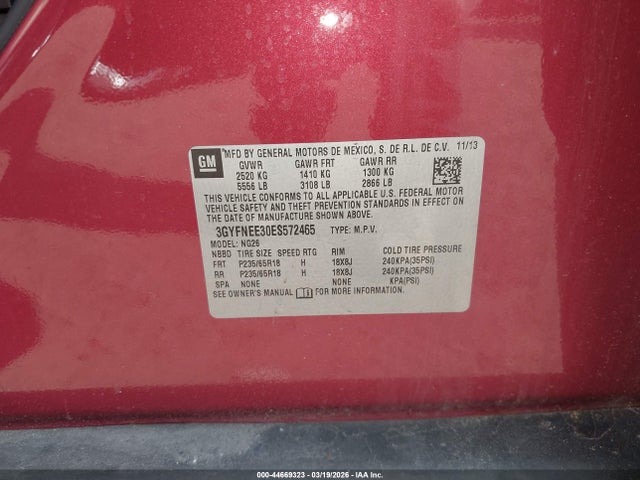 GM
MFD BY GENERAL MOTORS DE MEXICO, S. DE R.L. DE C.V. 11/13
GVWR GAWR FRT GAWR RR
2520 KG 1410 KG 1300 KG
5556 LB 3108 LB 2866 LB
THIS VEHICLE CONFORMS TO ALL APPLICABLE U.S. FEDERAL MOTOR
VEHICLE SAFETY AND THEFT PREVENTION STANDARDS IN EFFECT ON
THE DATE OF MANUFACTURE SHOWN ABOVE.
3GYFNEE30ES572465 TYPE: M.P.V.
MODEL: NG26
NBBD TIRE SIZE SPEED RTG RIM COLD TIRE PRESSURE
FRT P235/65R18 H 18X8J 240KPA(35PSI)
RR P235/65R18 H 18X8J 240KPA(35PSI)
SPA NONE NONE KPA(PSI)
SEE OWNER'S MANUAL FOR MORE INFORMATION.
000-44669323 - 03/19/2026 - IAA Inc.